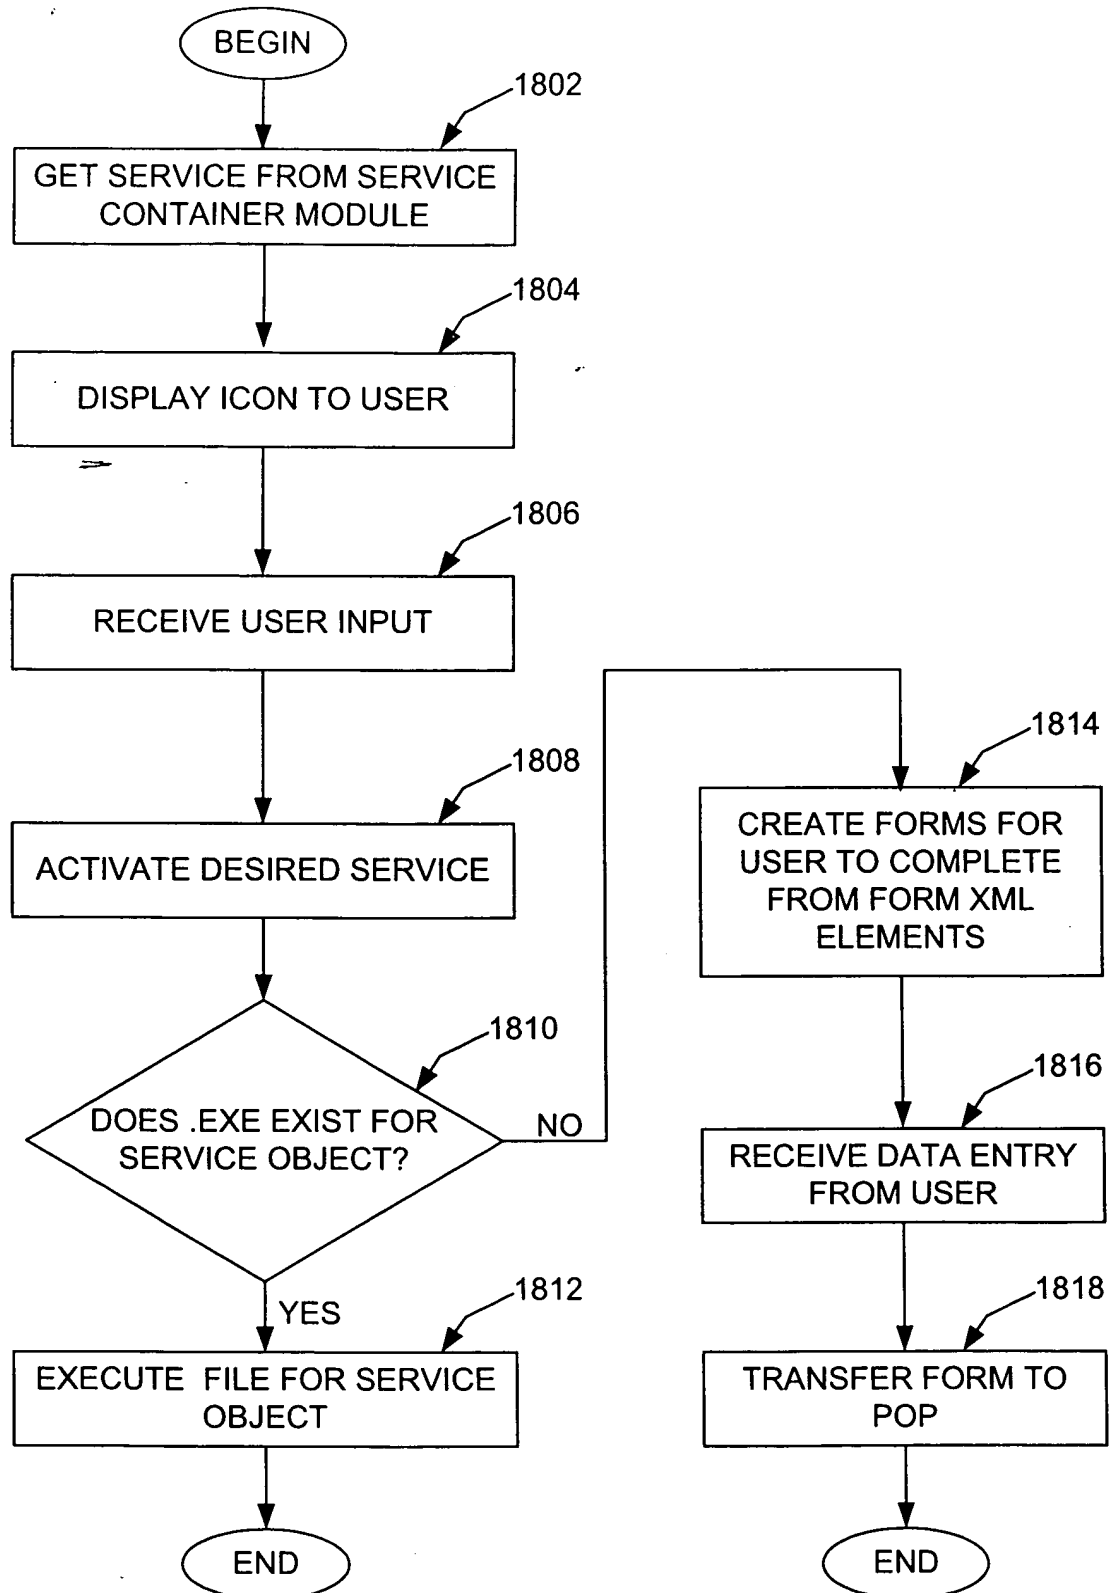 BEGIN
1802
GET SERVICE FROM SERVICE
CONTAINER MODULE
1804
DISPLAY ICON TO USER
1806
RECEIVE USER INPUT
1808
ACTIVATE DESIRED SERVICE
1810
DOES .EXE EXIST FOR
SERVICE OBJECT?
NO
YES
1812
EXECUTE FILE FOR SERVICE
OBJECT
END
1814
CREATE FORMS FOR
USER TO COMPLETE
FROM FORM XML
ELEMENTS
1816
RECEIVE DATA ENTRY
FROM USER
1818
TRANSFER FORM TO
POP
END